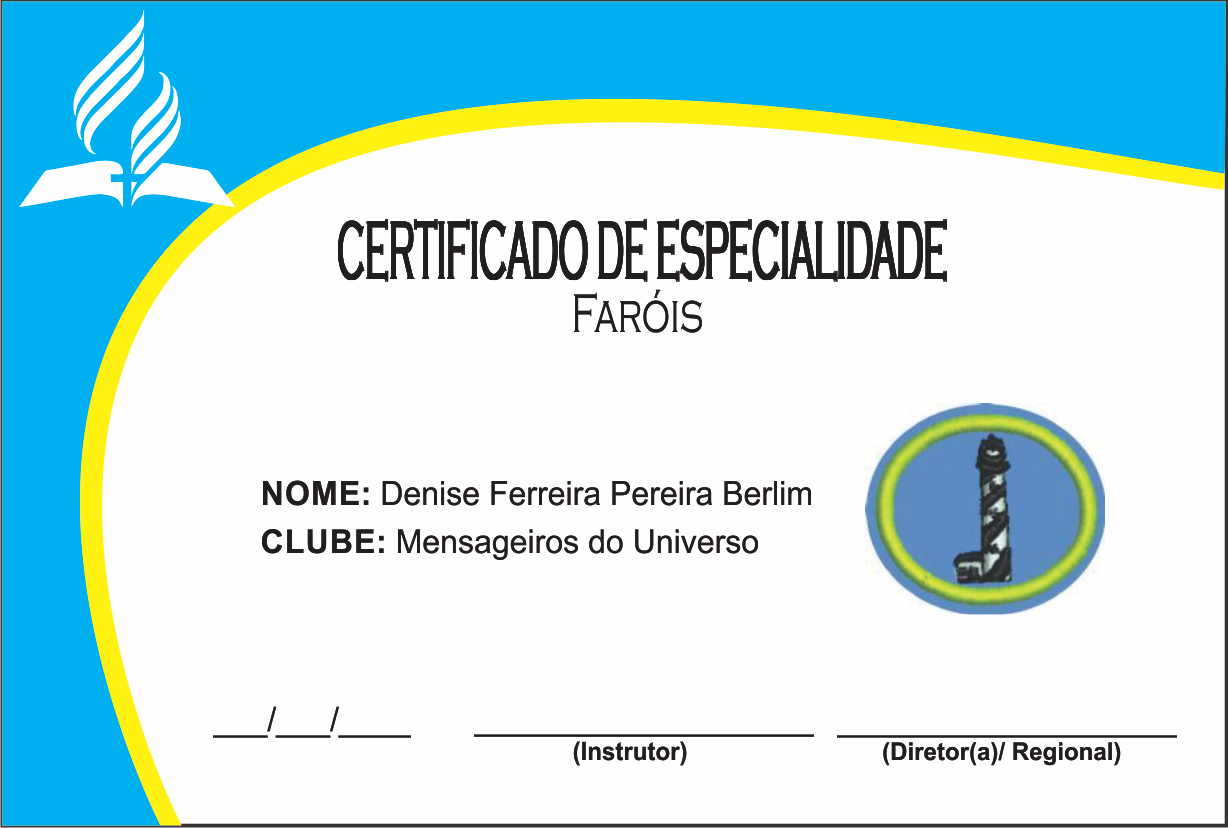 CERTIFICADO DE ESPECIALIDADE
FARÓIS
NOME: Denise Ferreira Pereira Berlim
CLUBE: Mensageiros do Universo
___/___/____
(Instrutor)
(Diretor(a)/ Regional)